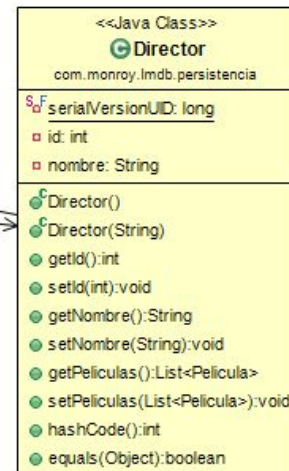 <<Java Class>>
Director
com.monroy.lmdb.persistencia
serialVersionUID: long
id: int
nombre: String
Director()
Director(String)
getId():int
setId(int):void
getNombre():String
setNombre(String):void
getPeliculas():List<Pelicula>
setPeliculas(List<Pelicula>):void
hashCode():int
equals(Object):boolean